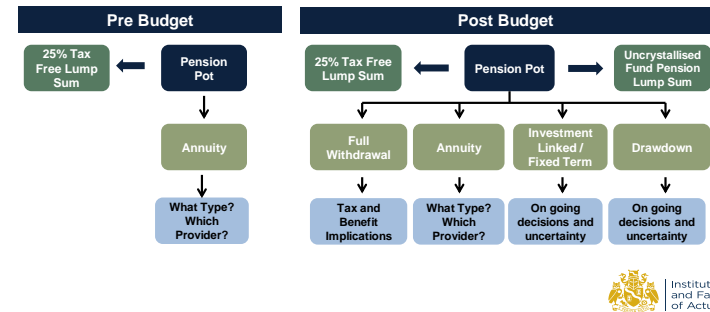 Pre Budget
25% Tax
Free Lump
Sum
Pension
Pot
Annuity
What Type?
Which
Provider?
Post Budget
25% Tax Free
Lump Sum
Pension Pot
Uncrystallised
Fund Pension
Lump Sum
Full
Withdrawal
Annuity
Investment
Linked /
Fixed Term
Drawdown
Tax and
Benefit
Implications
What Type?
Which
Provider?
On going
decisions and
uncertainty
On going
decisions and
uncertainty
Institut
and Fa
of Actu